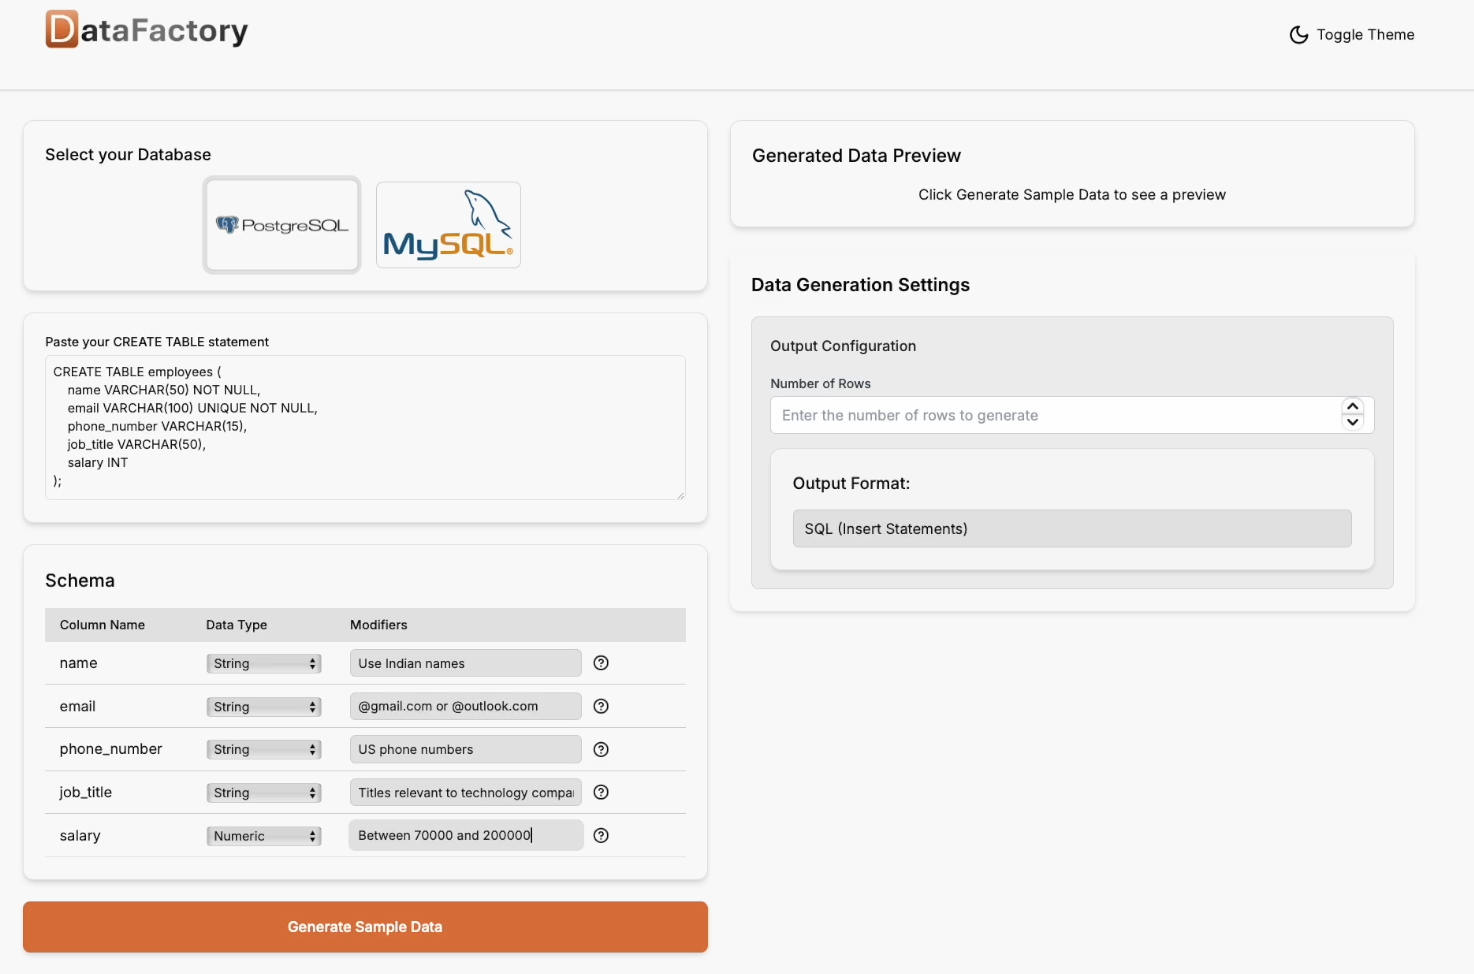 DataFactory
Toggle Theme
Select your Database
PostgreSQL
MySQL®
Paste your CREATE TABLE statement
CREATE TABLE employees (
name VARCHAR(50) NOT NULL,
email VARCHAR(100) UNIQUE NOT NULL,
phone_number VARCHAR(15),
job_title VARCHAR(50),
salary INT
);
Schema
Column Name Data Type Modifiers
name String Use Indian names
email String @gmail.com or @outlook.com
phone_number String US phone numbers
job_title String Titles relevant to technology compa
salary Numeric Between 70000 and 200000
Generate Sample Data
Generated Data Preview
Click Generate Sample Data to see a preview
Data Generation Settings
Output Configuration
Number of Rows
Enter the number of rows to generate
Output Format:
SQL (Insert Statements)